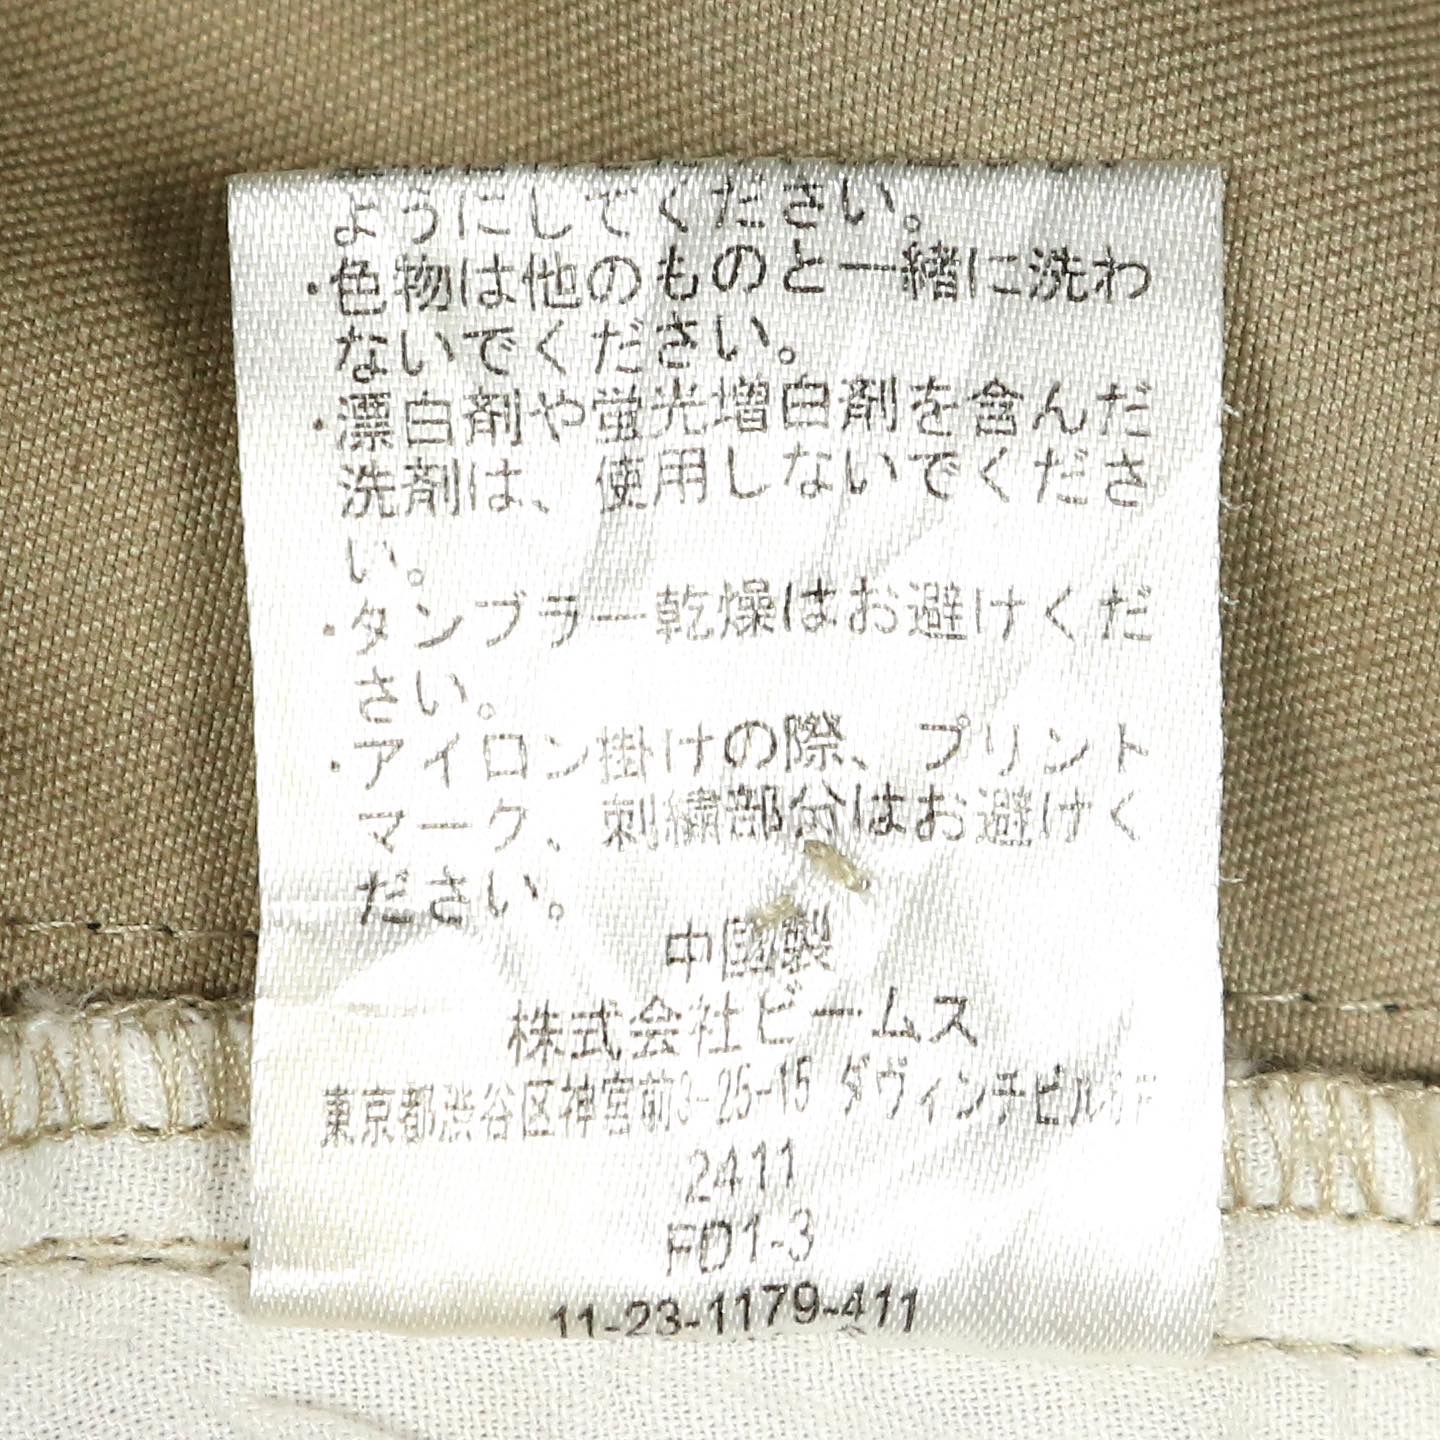 ようにしてください。
・色物は他のものと一緒に洗わ
ないでください。
・漂白剤や蛍光増白剤を含んだ
洗剤は、使用しないでくださ
い。
・タンブラー乾燥はお避けくだ
さい。
・アイロン掛けの際、プリント
マーク、刺繍部分はお避けく
ださい。
中国製
株式会社ビームス
東京都渋谷区神宮前3-25-15 ダヴィンチビル
2411
FD1-3
11-23-1179-411